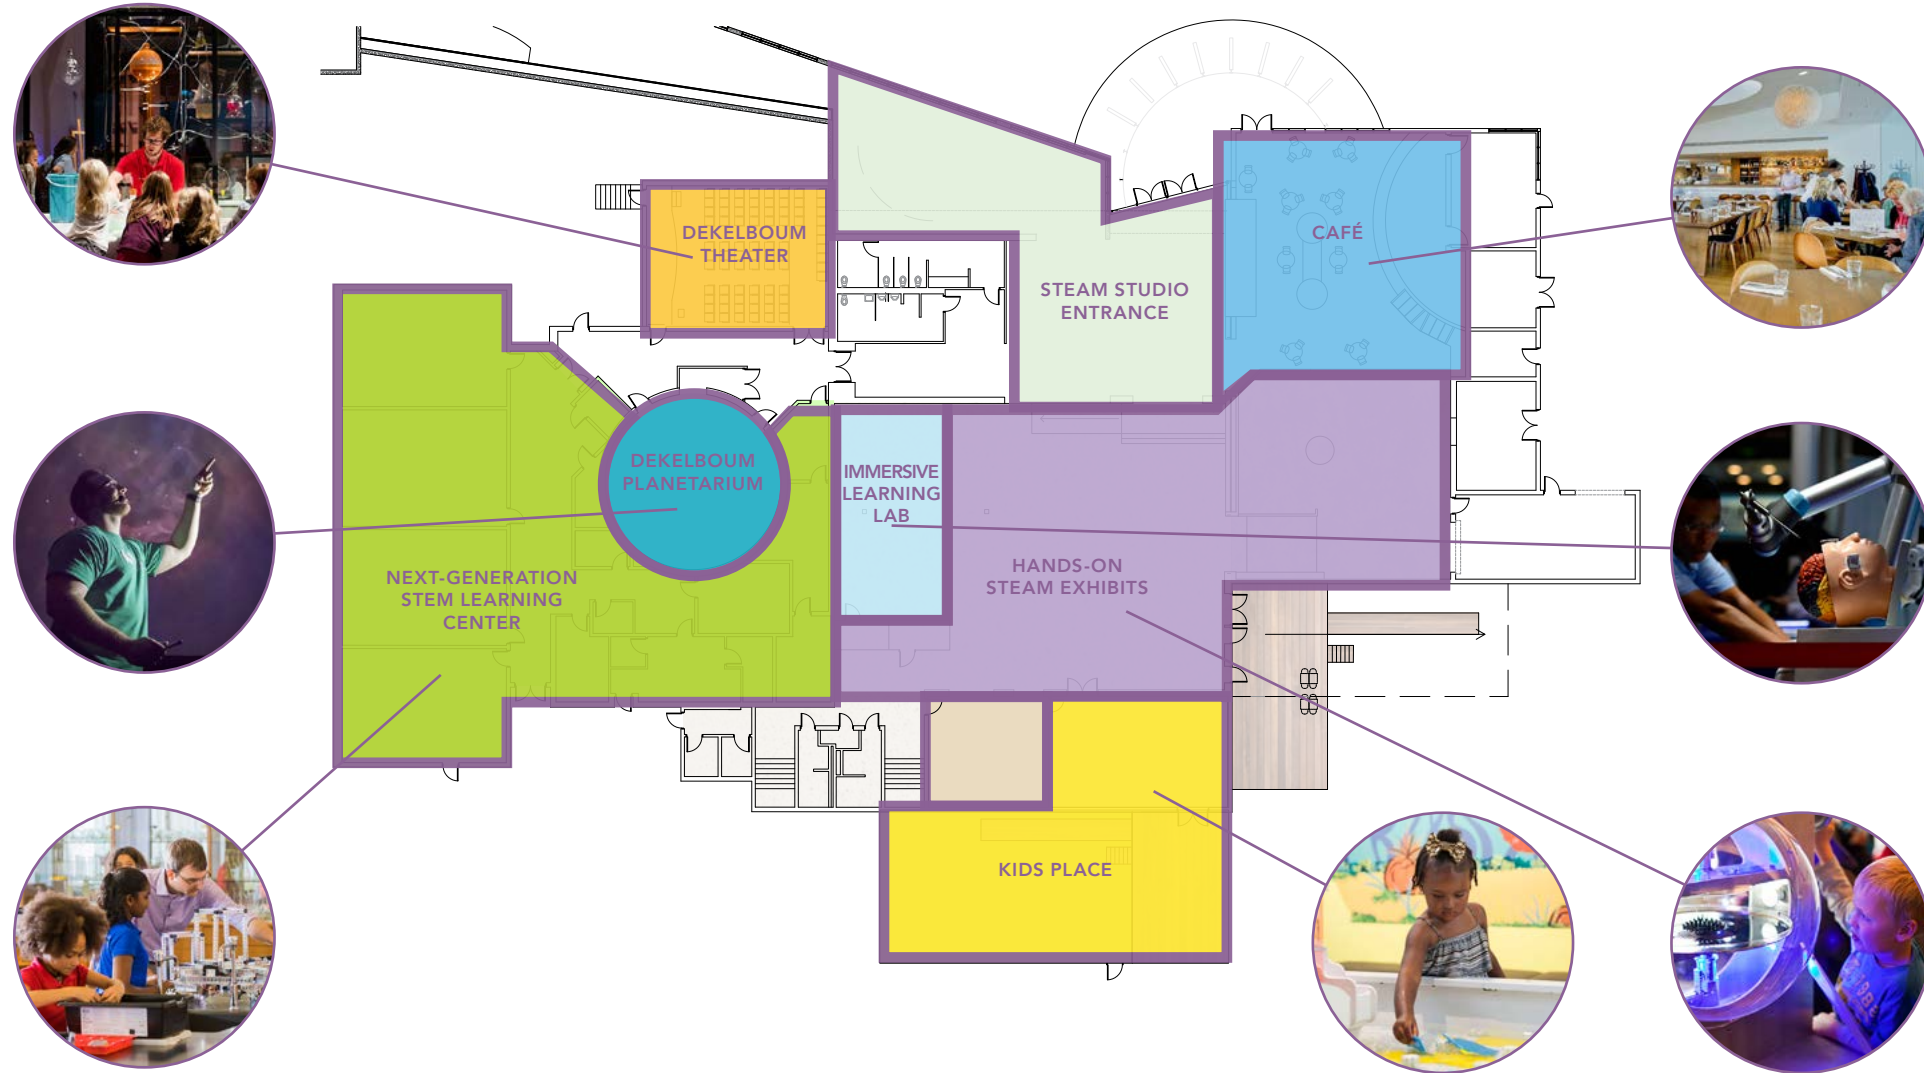 DEKELBOUM
THEATER
CAFÉ
STEAM STUDIO
ENTRANCE
DEKELBOUM
PLANETARIUM
IMMERSIVE
LEARNING
LAB
NEXT-GENERATION
STEM LEARNING
CENTER
HANDS-ON
STEAM EXHIBITS
KIDS PLACE